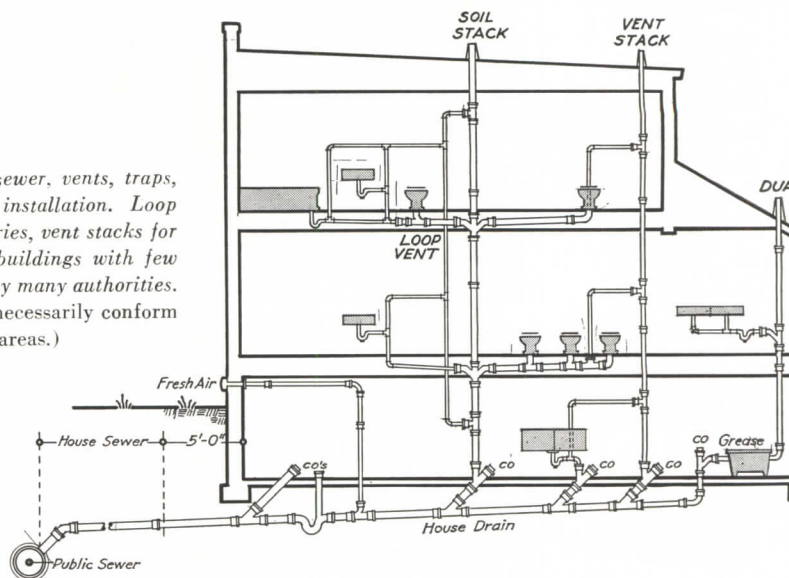 SOIL
STACK
VENT
STACK
sewer, vents, traps,
installation. Loop
ries, vent stacks for
buildings with few
by many authorities.
necessarily conform
areas.)
DUA
LOOP
VENT
Fresh Air
House Sewer
5'-0"
CO'S
CO
CO
CO
CO
Grease
House Drain
Public Sewer